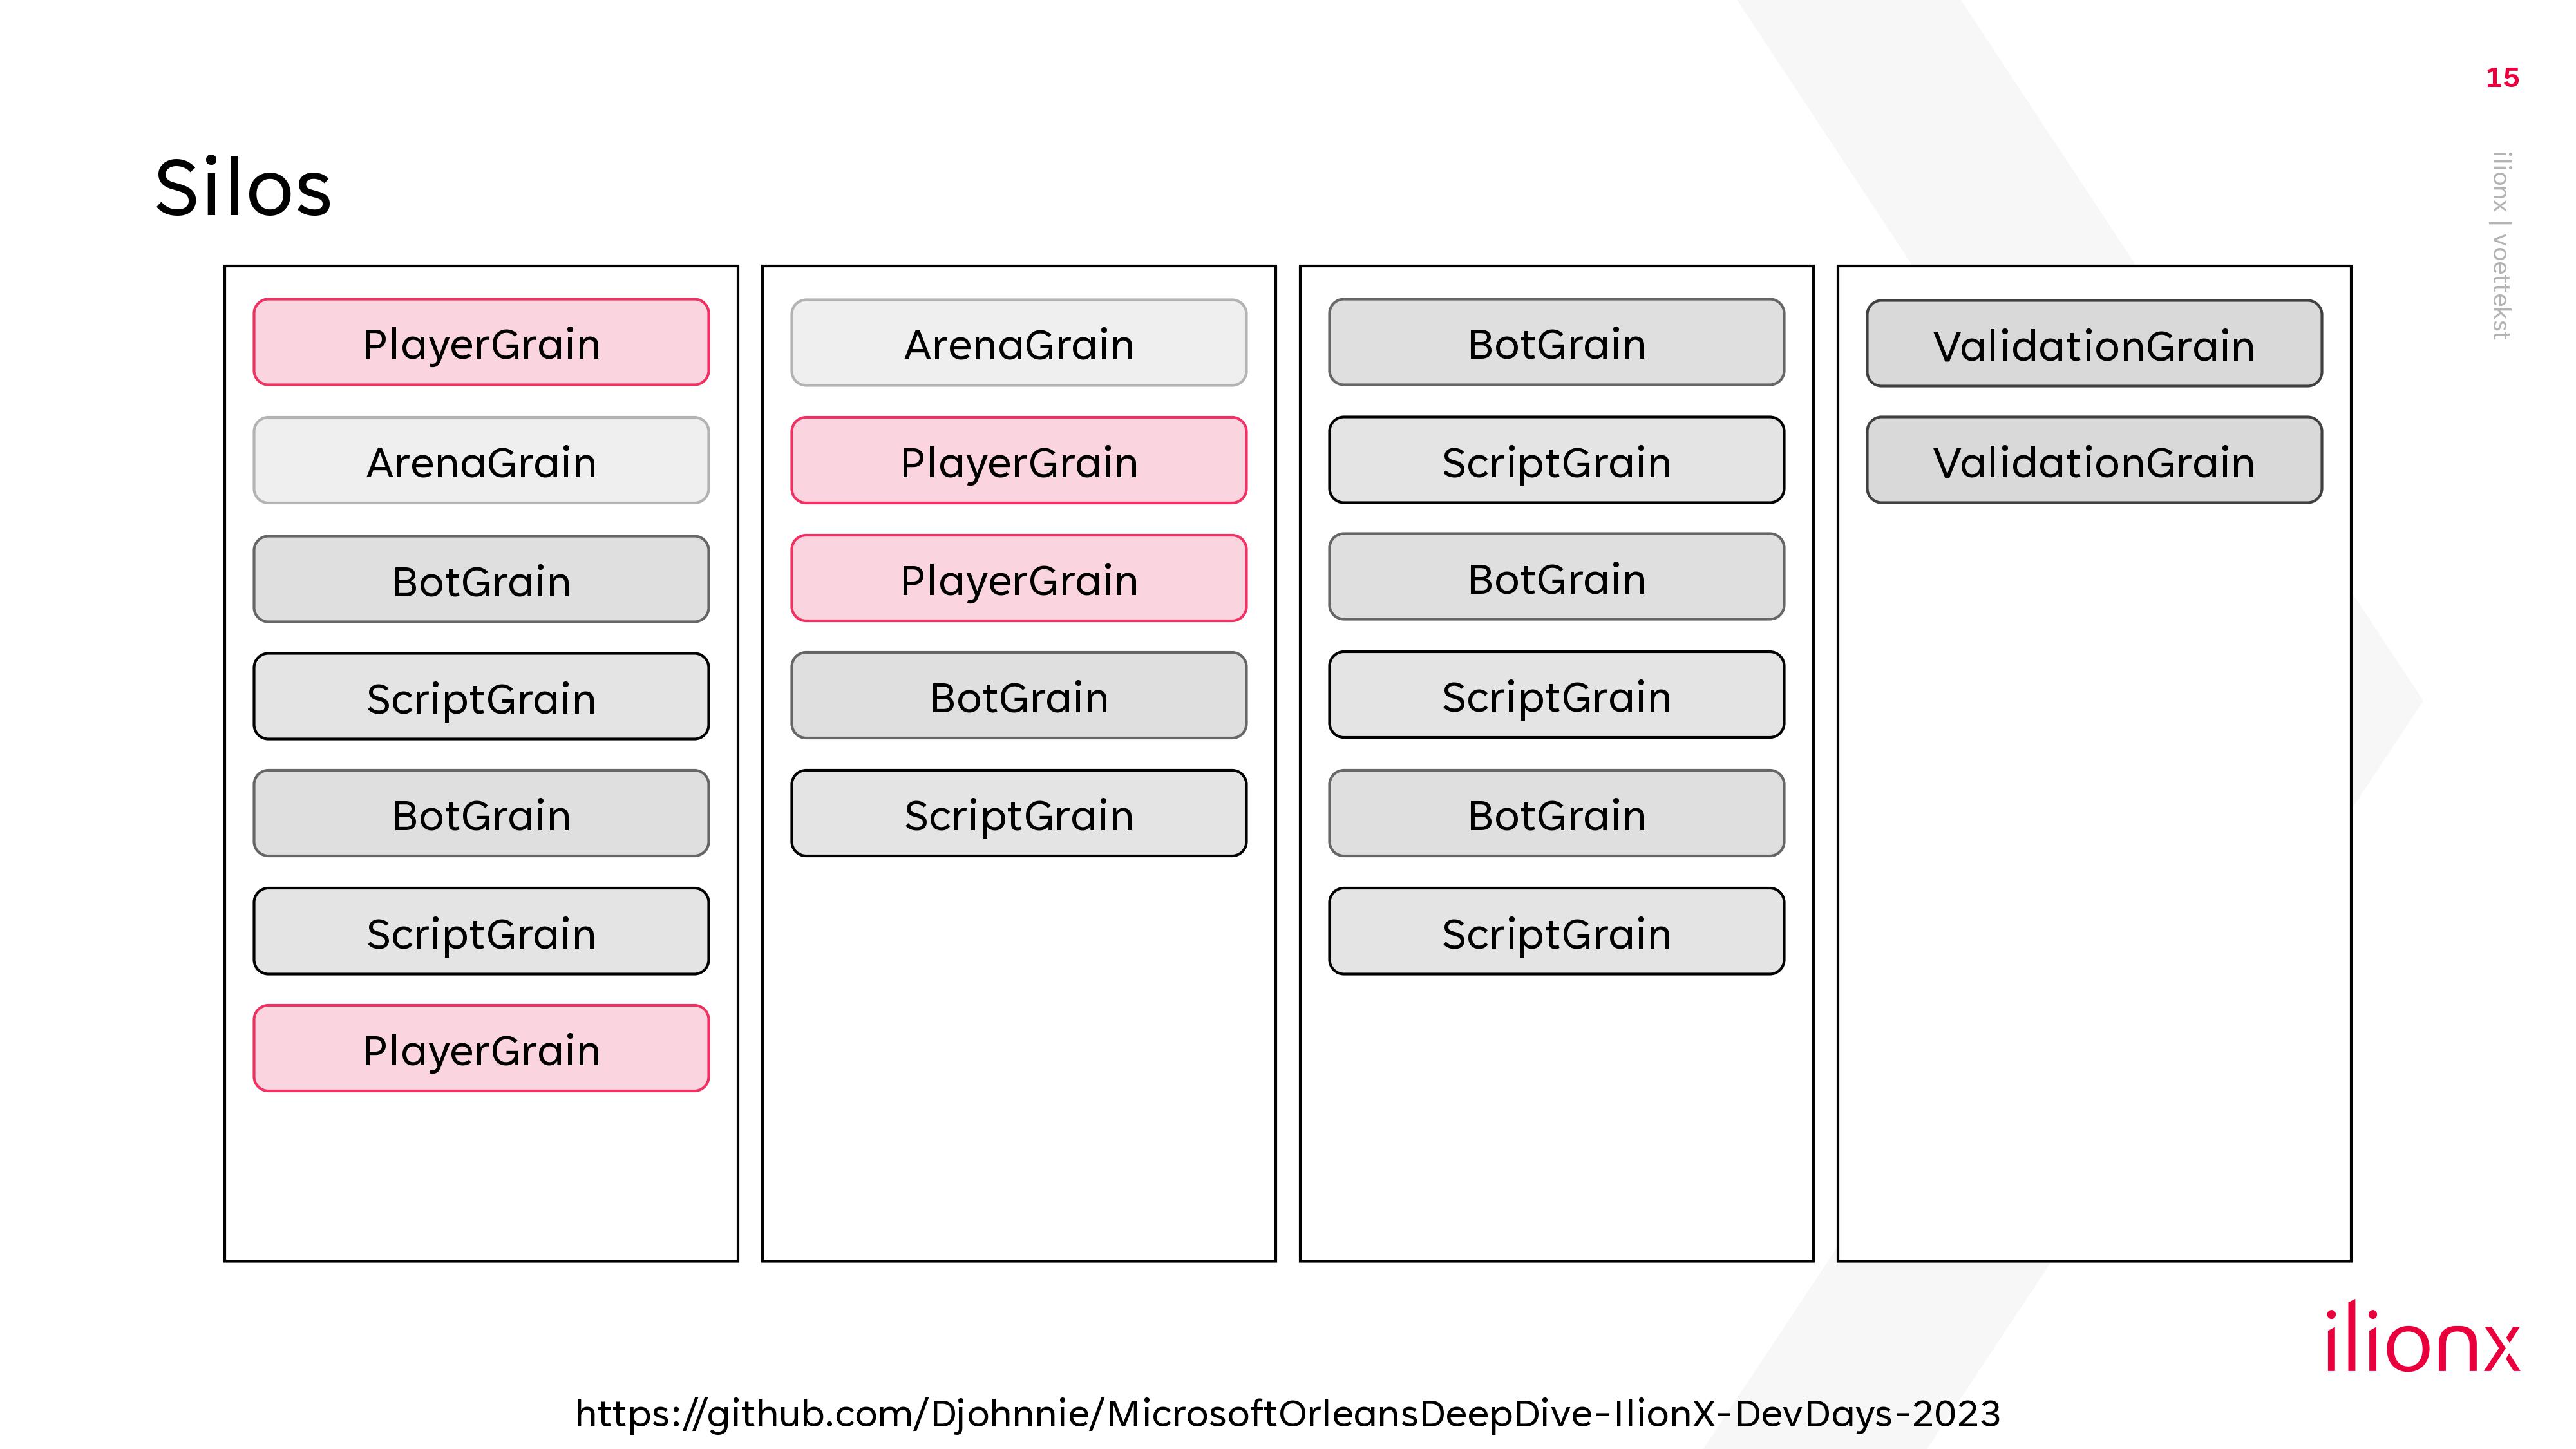 15
ilionx | voettekst
Silos
PlayerGrain
ArenaGrain
BotGrain
ScriptGrain
BotGrain
ScriptGrain
PlayerGrain
ArenaGrain
PlayerGrain
PlayerGrain
BotGrain
ScriptGrain
BotGrain
ScriptGrain
BotGrain
ScriptGrain
BotGrain
ScriptGrain
ValidationGrain
ValidationGrain
ilionx
https://github.com/Djohnnie/MicrosoftOrleansDeepDive-IlionX-DevDays-2023